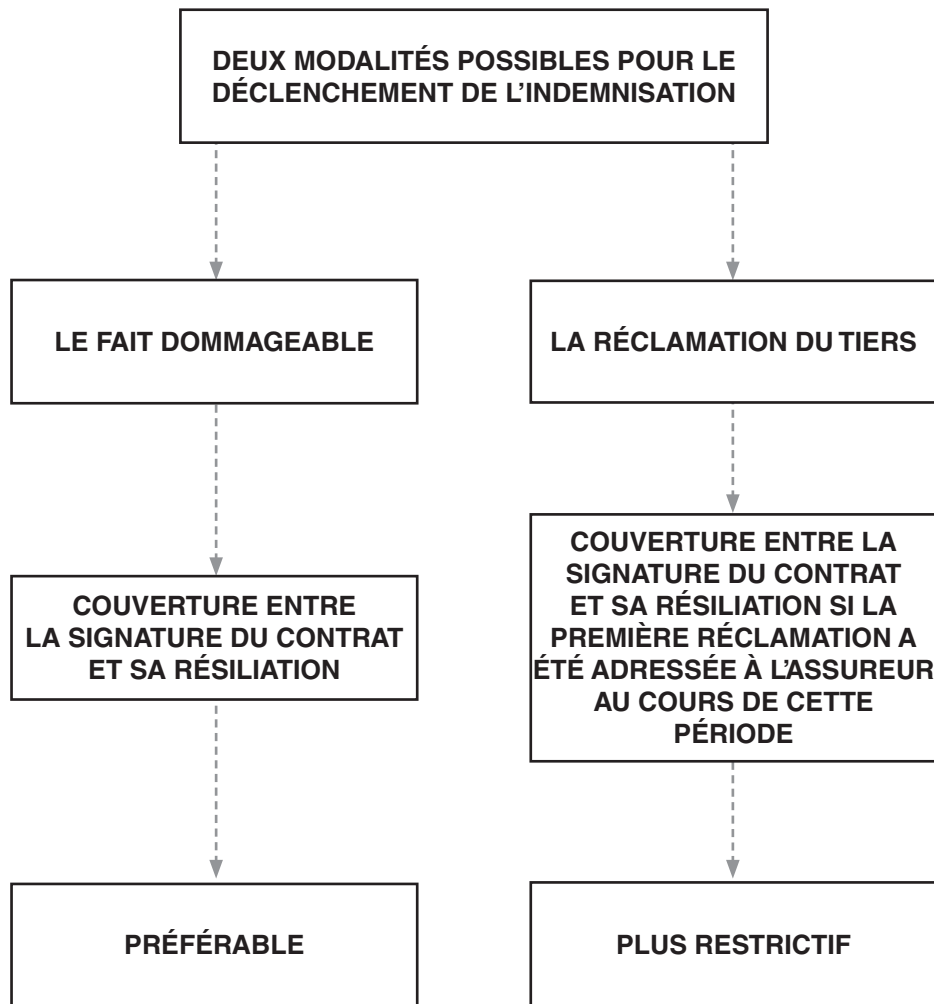 DEUX MODALITÉS POSSIBLES POUR LE
DÉCLENCHEMENT DE L'INDEMNISATION
LE FAIT DOMMAGEABLE
LA RÉCLAMATION DU TIERS
COUVERTURE ENTRE
LA SIGNATURE DU CONTRAT
ET SA RÉSILIATION
COUVERTURE ENTRE LA
SIGNATURE DU CONTRAT
ET SA RÉSILIATION SI LA
PREMIÈRE RÉCLAMATION A
ÉTÉ ADRESSÉE À L'ASSUREUR
AU COURS DE CETTE
PÉRIODE
PRÉFÉRABLE
PLUS RESTRICTIF